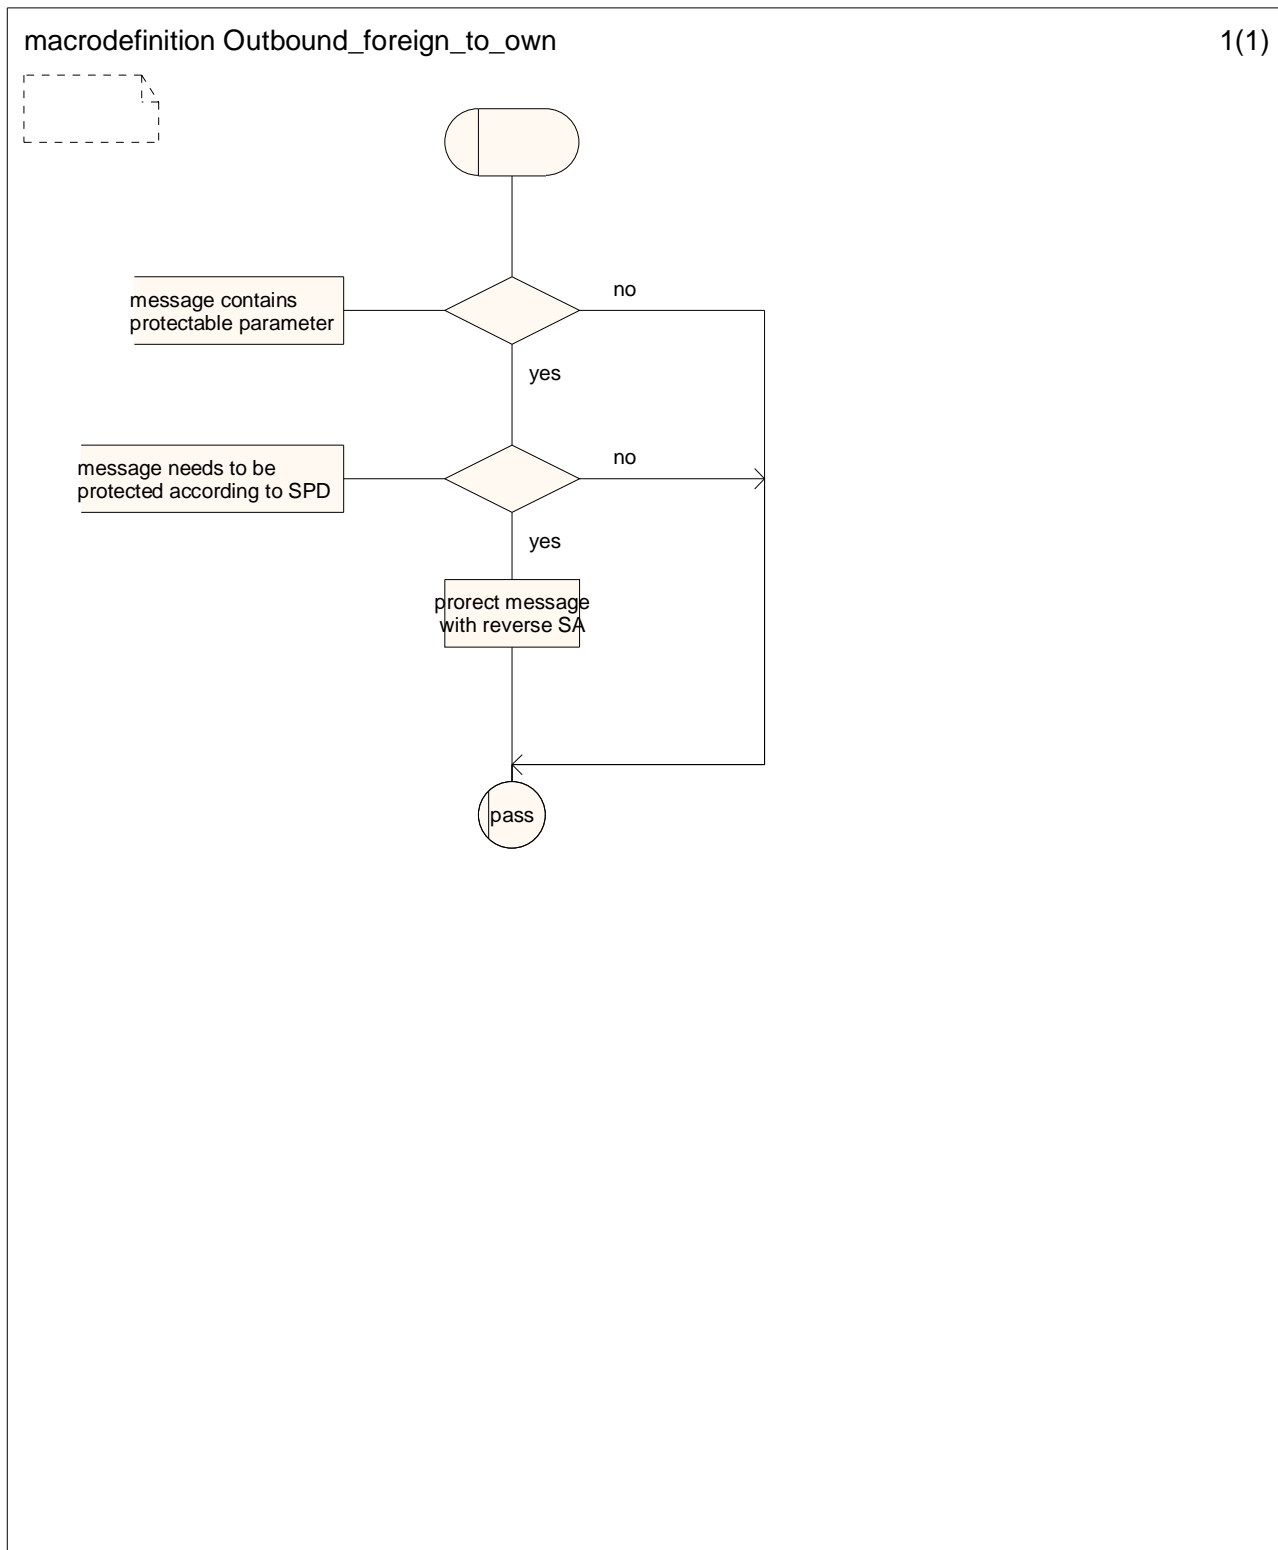 macrodefinition Outbound_foreign_to_own
1(1)
message contains
protectable parameter
no
yes
message needs to be
protected according to SPD
no
yes
prorect message
with reverse SA
pass